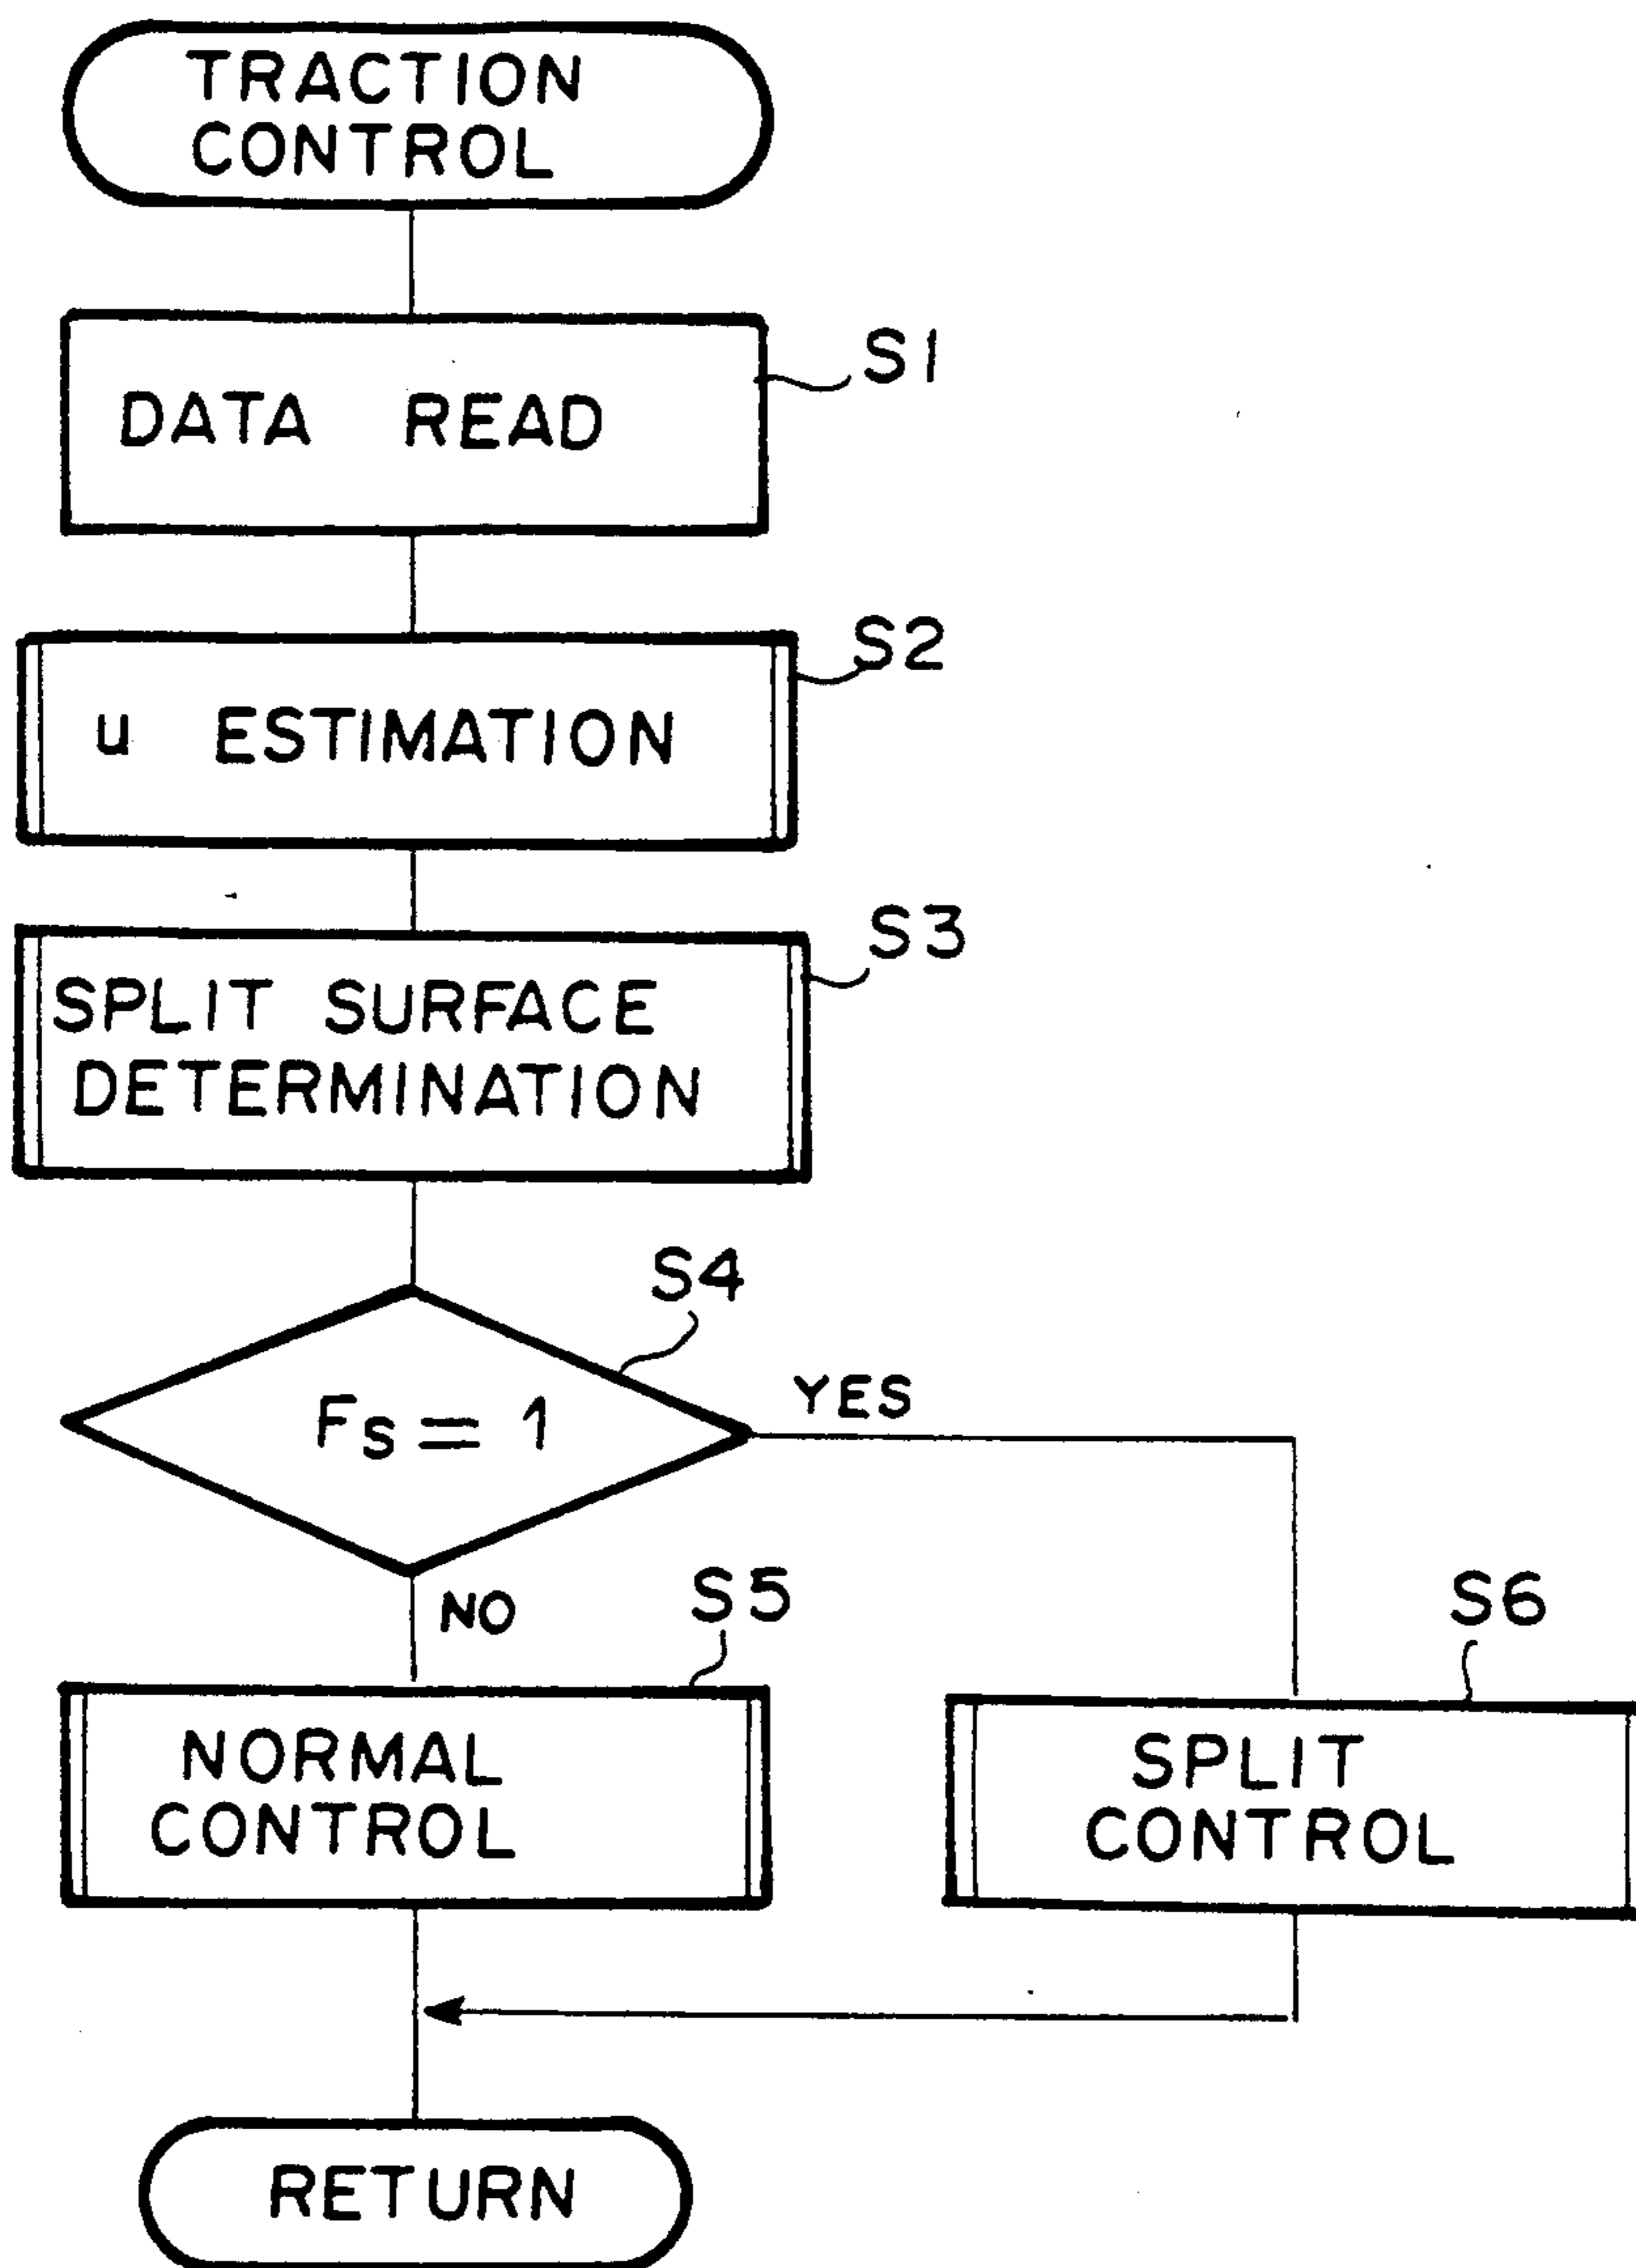 TRACTION
CONTROL
S1
DATA READ
S2
u ESTIMATION
S3
SPLIT SURFACE
DETERMINATION
S4
Fs = 1
YES
NO
S5
NORMAL
CONTROL
S6
SPLIT
CONTROL
RETURN